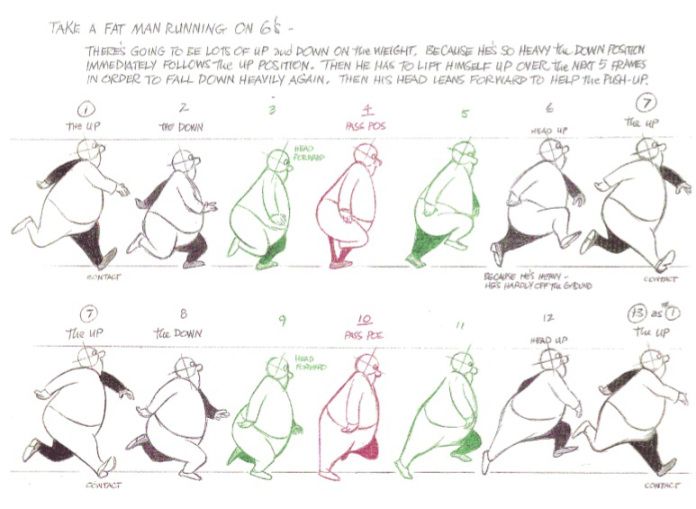 TAKE A FAT MAN RUNNING ON 6's -
THERE'S GOING TO BE LOTS OF UP and DOWN ON the WEIGHT. BECAUSE HE'S SO HEAVY the DOWN POSITION
IMMEDIATELY FOLLOWS the UP POSITION. THEN HE HAS TO LIFT HIMSELF UP OVER the NEXT 5 FRAMES
IN ORDER TO FALL DOWN HEAVILY AGAIN. THEN HIS HEAD LEANS FORWARD TO HELP the PUSH-UP.
1 2 3 4 5 6 7
the UP the DOWN PASS POS HEAD UP the UP
HEAD
FORWARD
CONTACT BECAUSE HE'S HEAVY - CONTACT
HE'S HARDLY OFF the GROUND
7 8 9 10 11 12 13 as the 1
the UP the DOWN PASS POS HEAD UP the UP
HEAD
FORWARD
CONTACT CONTACT